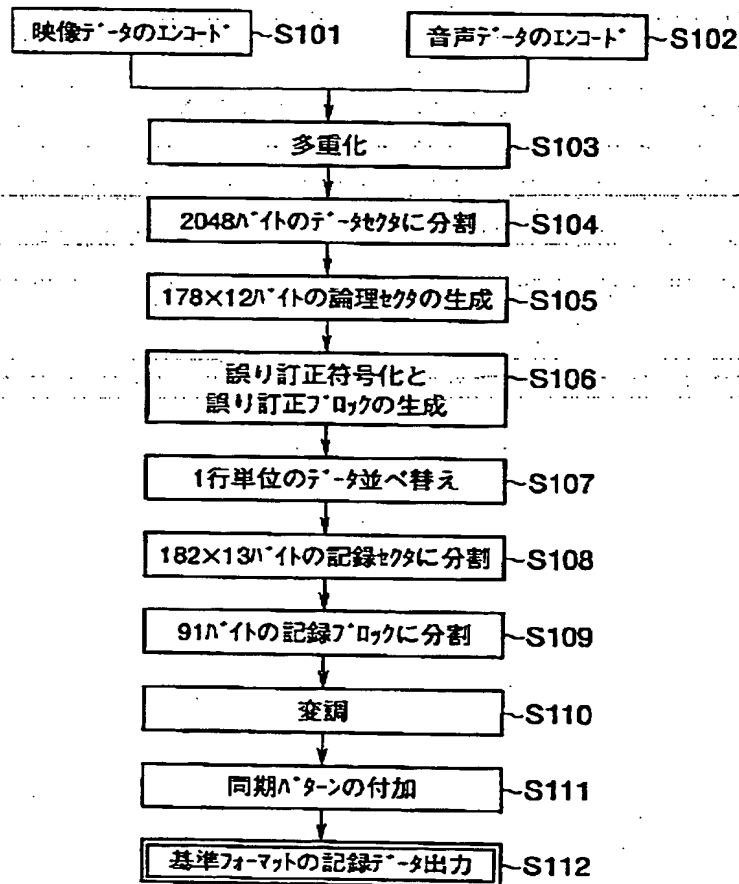 映像データのエンコード ~S101
音声データのエンコード ~S102
多重化 ~S103
2048バイトのデータセクタに分割 ~S104
178×12バイトの論理セクタの生成 ~S105
誤り訂正符号化と
誤り訂正ブロックの生成 ~S106
1行単位のデータ並べ替え ~S107
182×13バイトの記録セクタに分割 ~S108
91バイトの記録ブロックに分割 ~S109
変調 ~S110
同期パターンの付加 ~S111
基準フォーマットの記録データ出力 ~S112